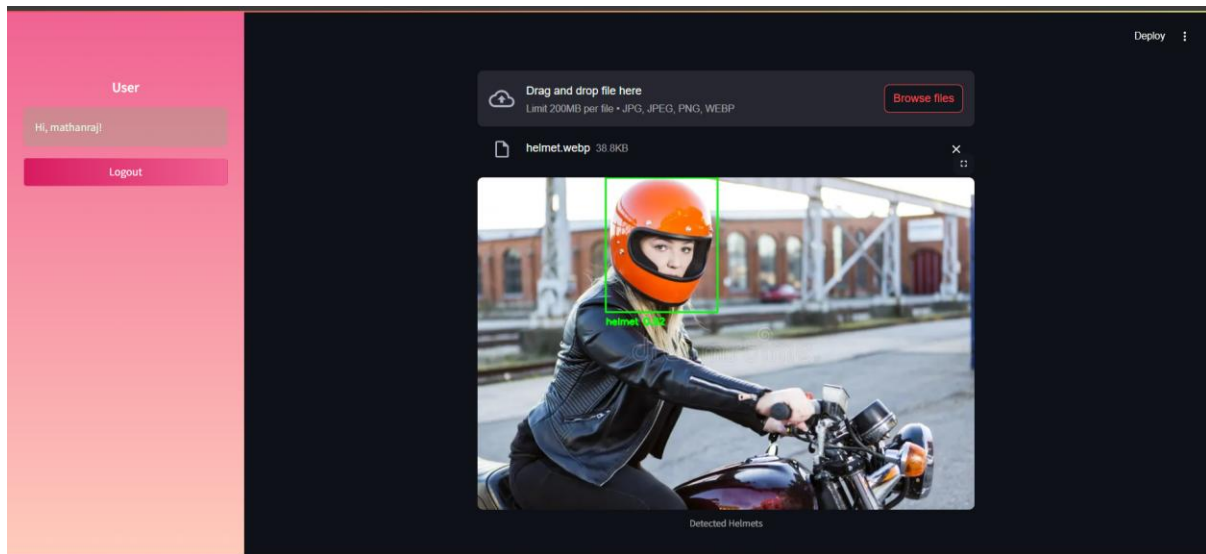 Deploy
User
Hi, mathanraj!
Logout
Drag and drop file here
Limit 200MB per file • JPG, JPEG, PNG, WEBP
Browse files
helmet.webp 38.8KB
helmet
Detected Helmets